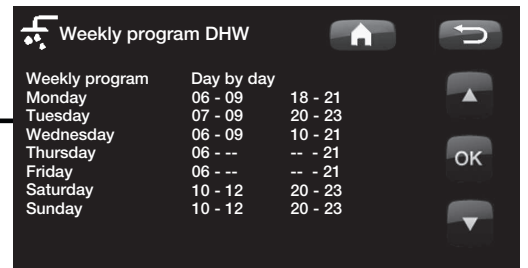 Weekly program DHW
Weekly program Day by day
Monday 06 - 09 18 - 21
Tuesday 07 - 09 20 - 23
Wednesday 06 - 09 10 - 21
Thursday 06 - -- -- - 21
Friday 06 - -- -- - 21
Saturday 10 - 12 20 - 23
Sunday 10 - 12 20 - 23
OK